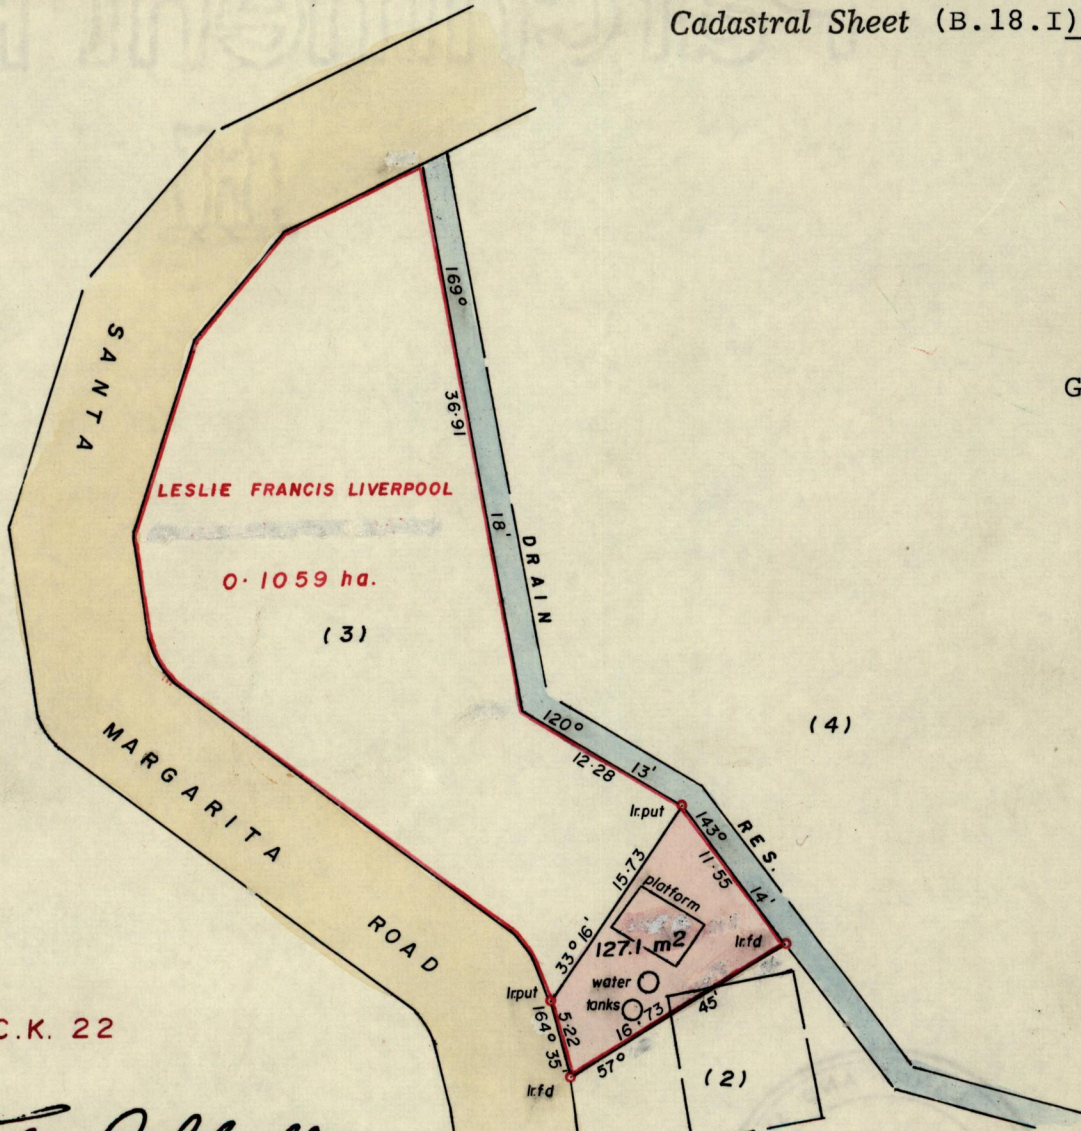 Cadastral Sheet (B.18.I)
G
SANTA
169°
36·91
18'
DRAIN
LESLIE FRANCIS LIVERPOOL
0·1059 ha.
(3)
120°
13'
12·28
(4)
MARGARITA
ROAD
Ir.put
143°
11·55
14'
RES.
15·73
33° 16'
platform
127.1 m2
Ir.fd
water
tanks
Ir.put
5·22
164° 35'
16·73
57°
45'
Ir.fd
(2)
C.K. 22